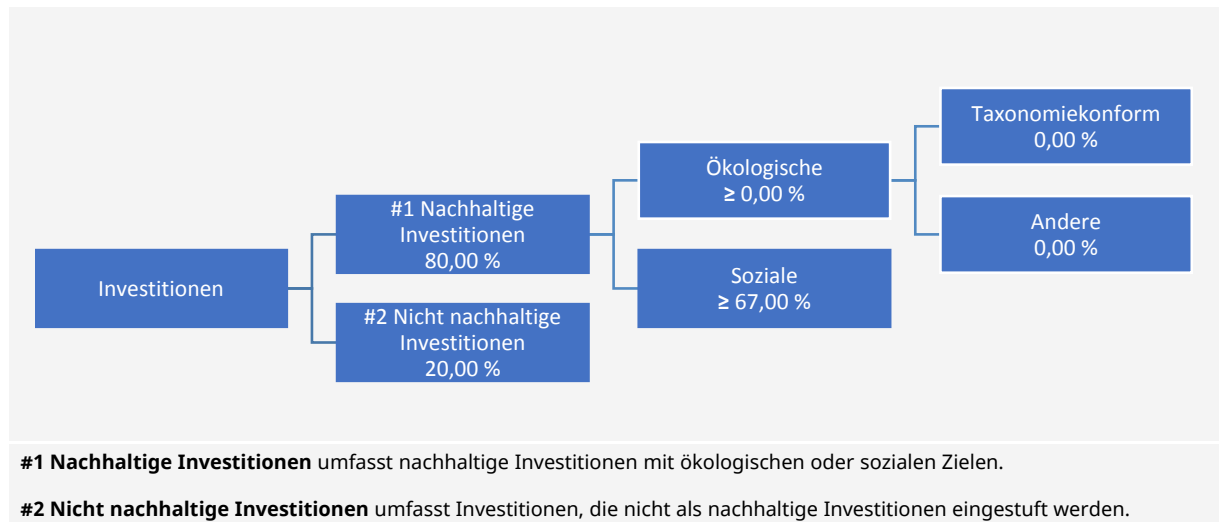 Investitionen
#1 Nachhaltige
Investitionen
80,00 %
#2 Nicht nachhaltige
Investitionen
20,00 %
Ökologische
≥ 0,00 %
Soziale
≥ 67,00 %
Taxonomiekonform
0,00 %
Andere
0,00 %
#1 Nachhaltige Investitionen umfasst nachhaltige Investitionen mit ökologischen oder sozialen Zielen.
#2 Nicht nachhaltige Investitionen umfasst Investitionen, die nicht als nachhaltige Investitionen eingestuft werden.